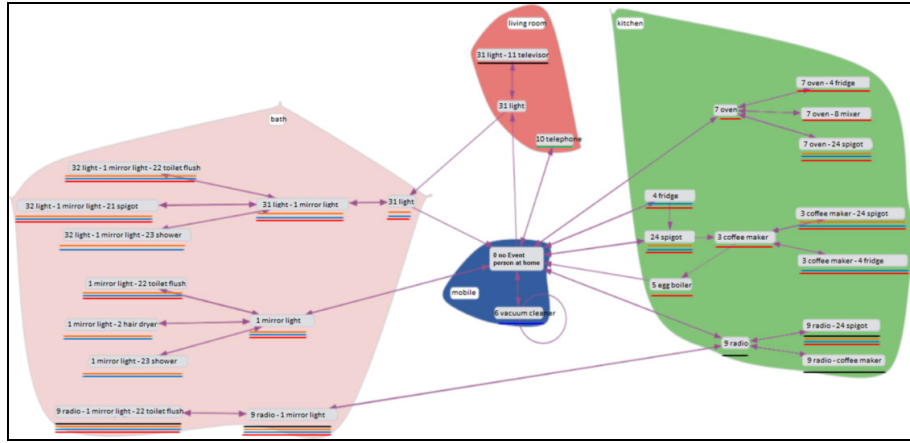 living room
31 light - 11 televisor
31 light
10 telephone
kitchen
7 oven - 4 fridge
7 oven
7 oven - 8 mixer
7 oven - 24 spigot
4 fridge
3 coffee maker - 24 spigot
24 spigot
3 coffee maker
3 coffee maker - 4 fridge
5 egg boiler
9 radio - 24 spigot
9 radio
9 radio - coffee maker
bath
32 light - 1 mirror light - 22 toilet flush
32 light - 1 mirror light - 21 spigot
31 light - 1 mirror light
31 light
32 light - 1 mirror light - 23 shower
1 mirror light - 22 toilet flush
1 mirror light - 2 hair dryer
1 mirror light
1 mirror light - 23 shower
9 radio - 1 mirror light - 22 toilet flush
9 radio - 1 mirror light
0 no Event
person at home
mobile
6 vacuum cleaner